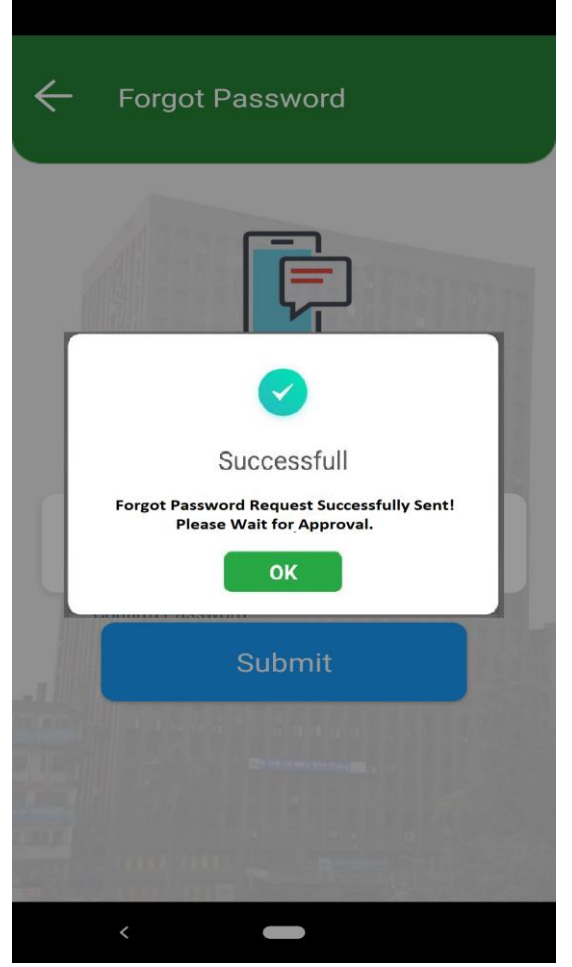 Forgot Password
Successfull
Forgot Password Request Successfully Sent!
Please Wait for Approval.
OK
Submit